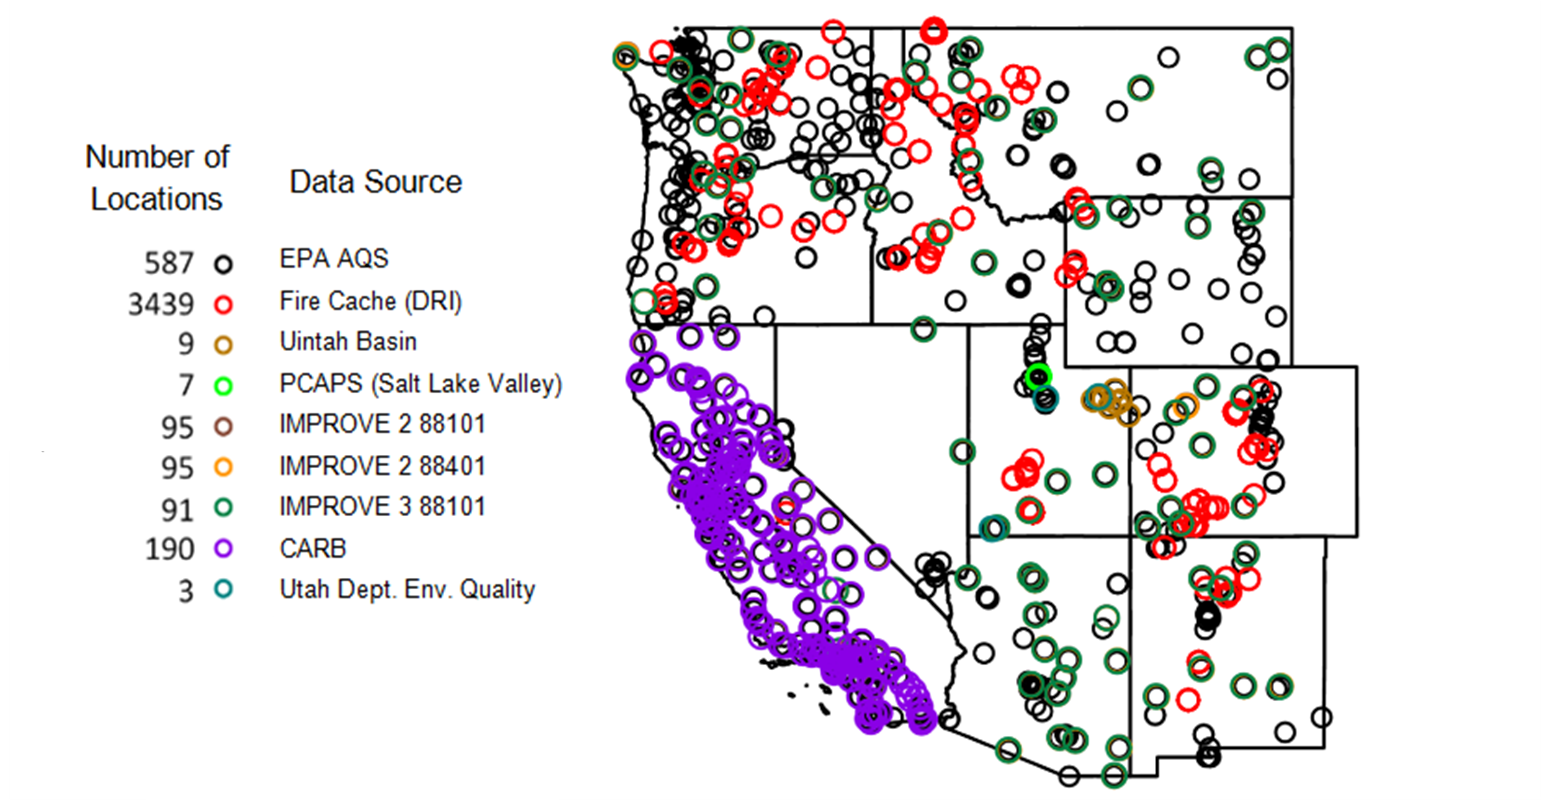 Number of
Locations
Data Source
587 EPA AQS
3439 Fire Cache (DRI)
9 Uintah Basin
7 PCAPS (Salt Lake Valley)
95 IMPROVE 2 88101
95 IMPROVE 2 88401
91 IMPROVE 3 88101
190 CARB
3 Utah Dept. Env. Quality